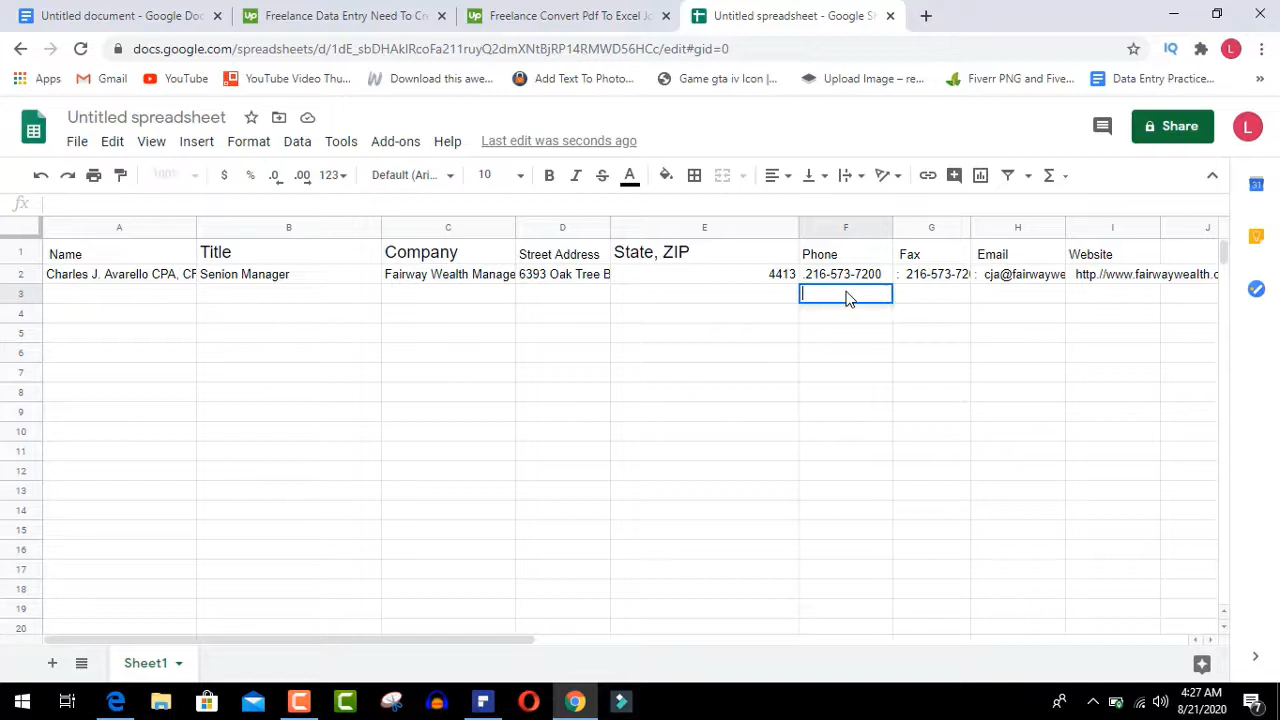 Untitled document - Google Doc
Freelance Data Entry Need To C
Freelance Convert Pdf To Excel Jo
Untitled spreadsheet - Google Sh
docs.google.com/spreadsheets/d/1dE_sbDHAkIRcoFa211ruyQ2dmXNtBjRP14RMWD56HCc/edit#gid=0
Apps
Gmail
YouTube
YouTube Video Thu...
Download this awe...
Add Text To Photo...
Game gta iv Icon |...
Upload Image – re...
Fiverr PNG and Five...
Data Entry Practice...
Untitled spreadsheet
File Edit View Insert Format Data Tools Add-ons Help Last edit was seconds ago
Share
L
100% $ % .0 .00 123 Default (Ari... 10 B I S A
fx
A B C D E F G H I J
1 Name Title Company Street Address State, ZIP Phone Fax Email Website
2 Charles J. Avarello CPA, CF Senion Manager Fairway Wealth Manage 6393 Oak Tree B 4413 .216-573-7200 : 216-573-72( : cja@fairwaywe http://www.fairwaywealth.c
3
4
5
6
7
8
9
10
11
12
13
14
15
16
17
18
19
20
Sheet1
4:27 AM
8/21/2020
7